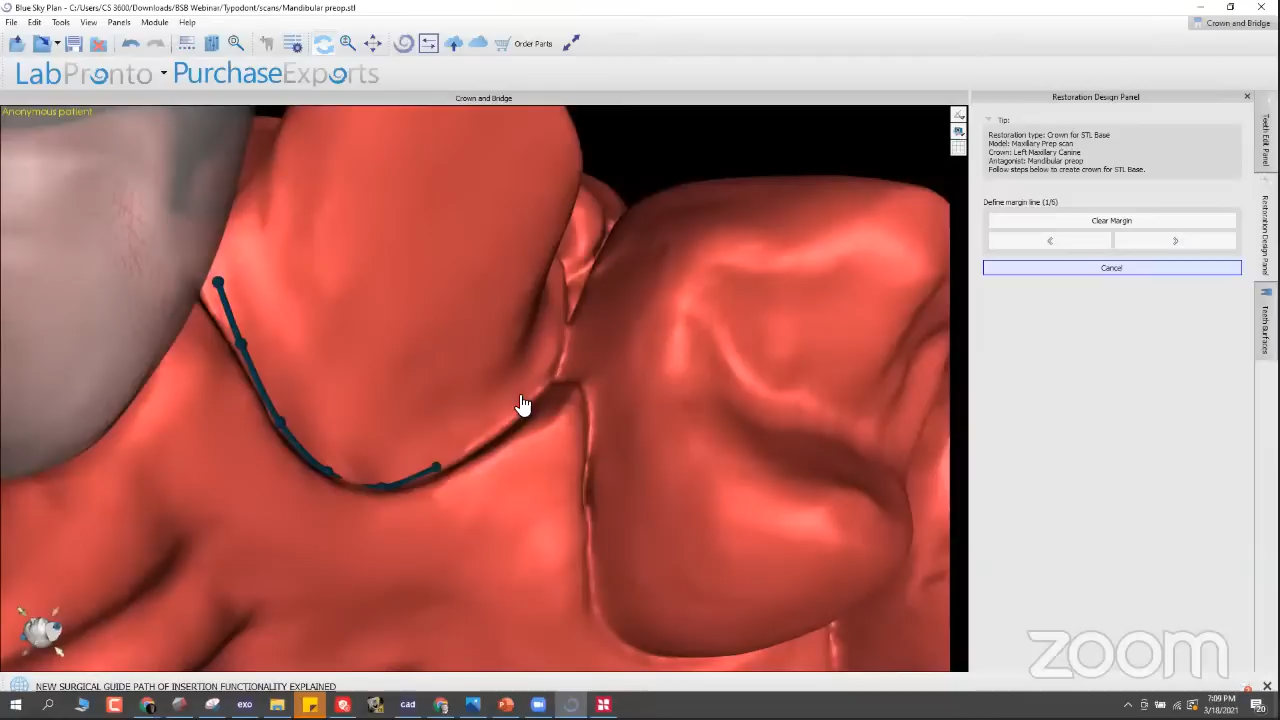 Blue Sky Plan - C:/Users/CS 3600/Downloads/BSB Webinar/Typodont/scans/Mandibular preop.stl
File Edit Tools View Panels Module Help
Crown and Bridge
Order Parts
LabPronto PurchaseExports
Crown and Bridge
Restoration Design Panel
Anonymous patient
Tip:
Restoration type: Crown for STL Base
Model: Maxillary Prep scan
Crown: Left Maxillary Canine
Antagonist: Mandibular preop
Follow steps below to create crown for STL Base.
Define margin line (1/6)
Clear Margin
Cancel
Teeth Edit Panel
Restoration Design Panel
Teeth Surfaces
zoom
NEW SURGICAL GUIDE PATH OF INSERTION FUNCTIONALITY EXPLAINED
exo
cad
7:09 PM
3/18/2021
20